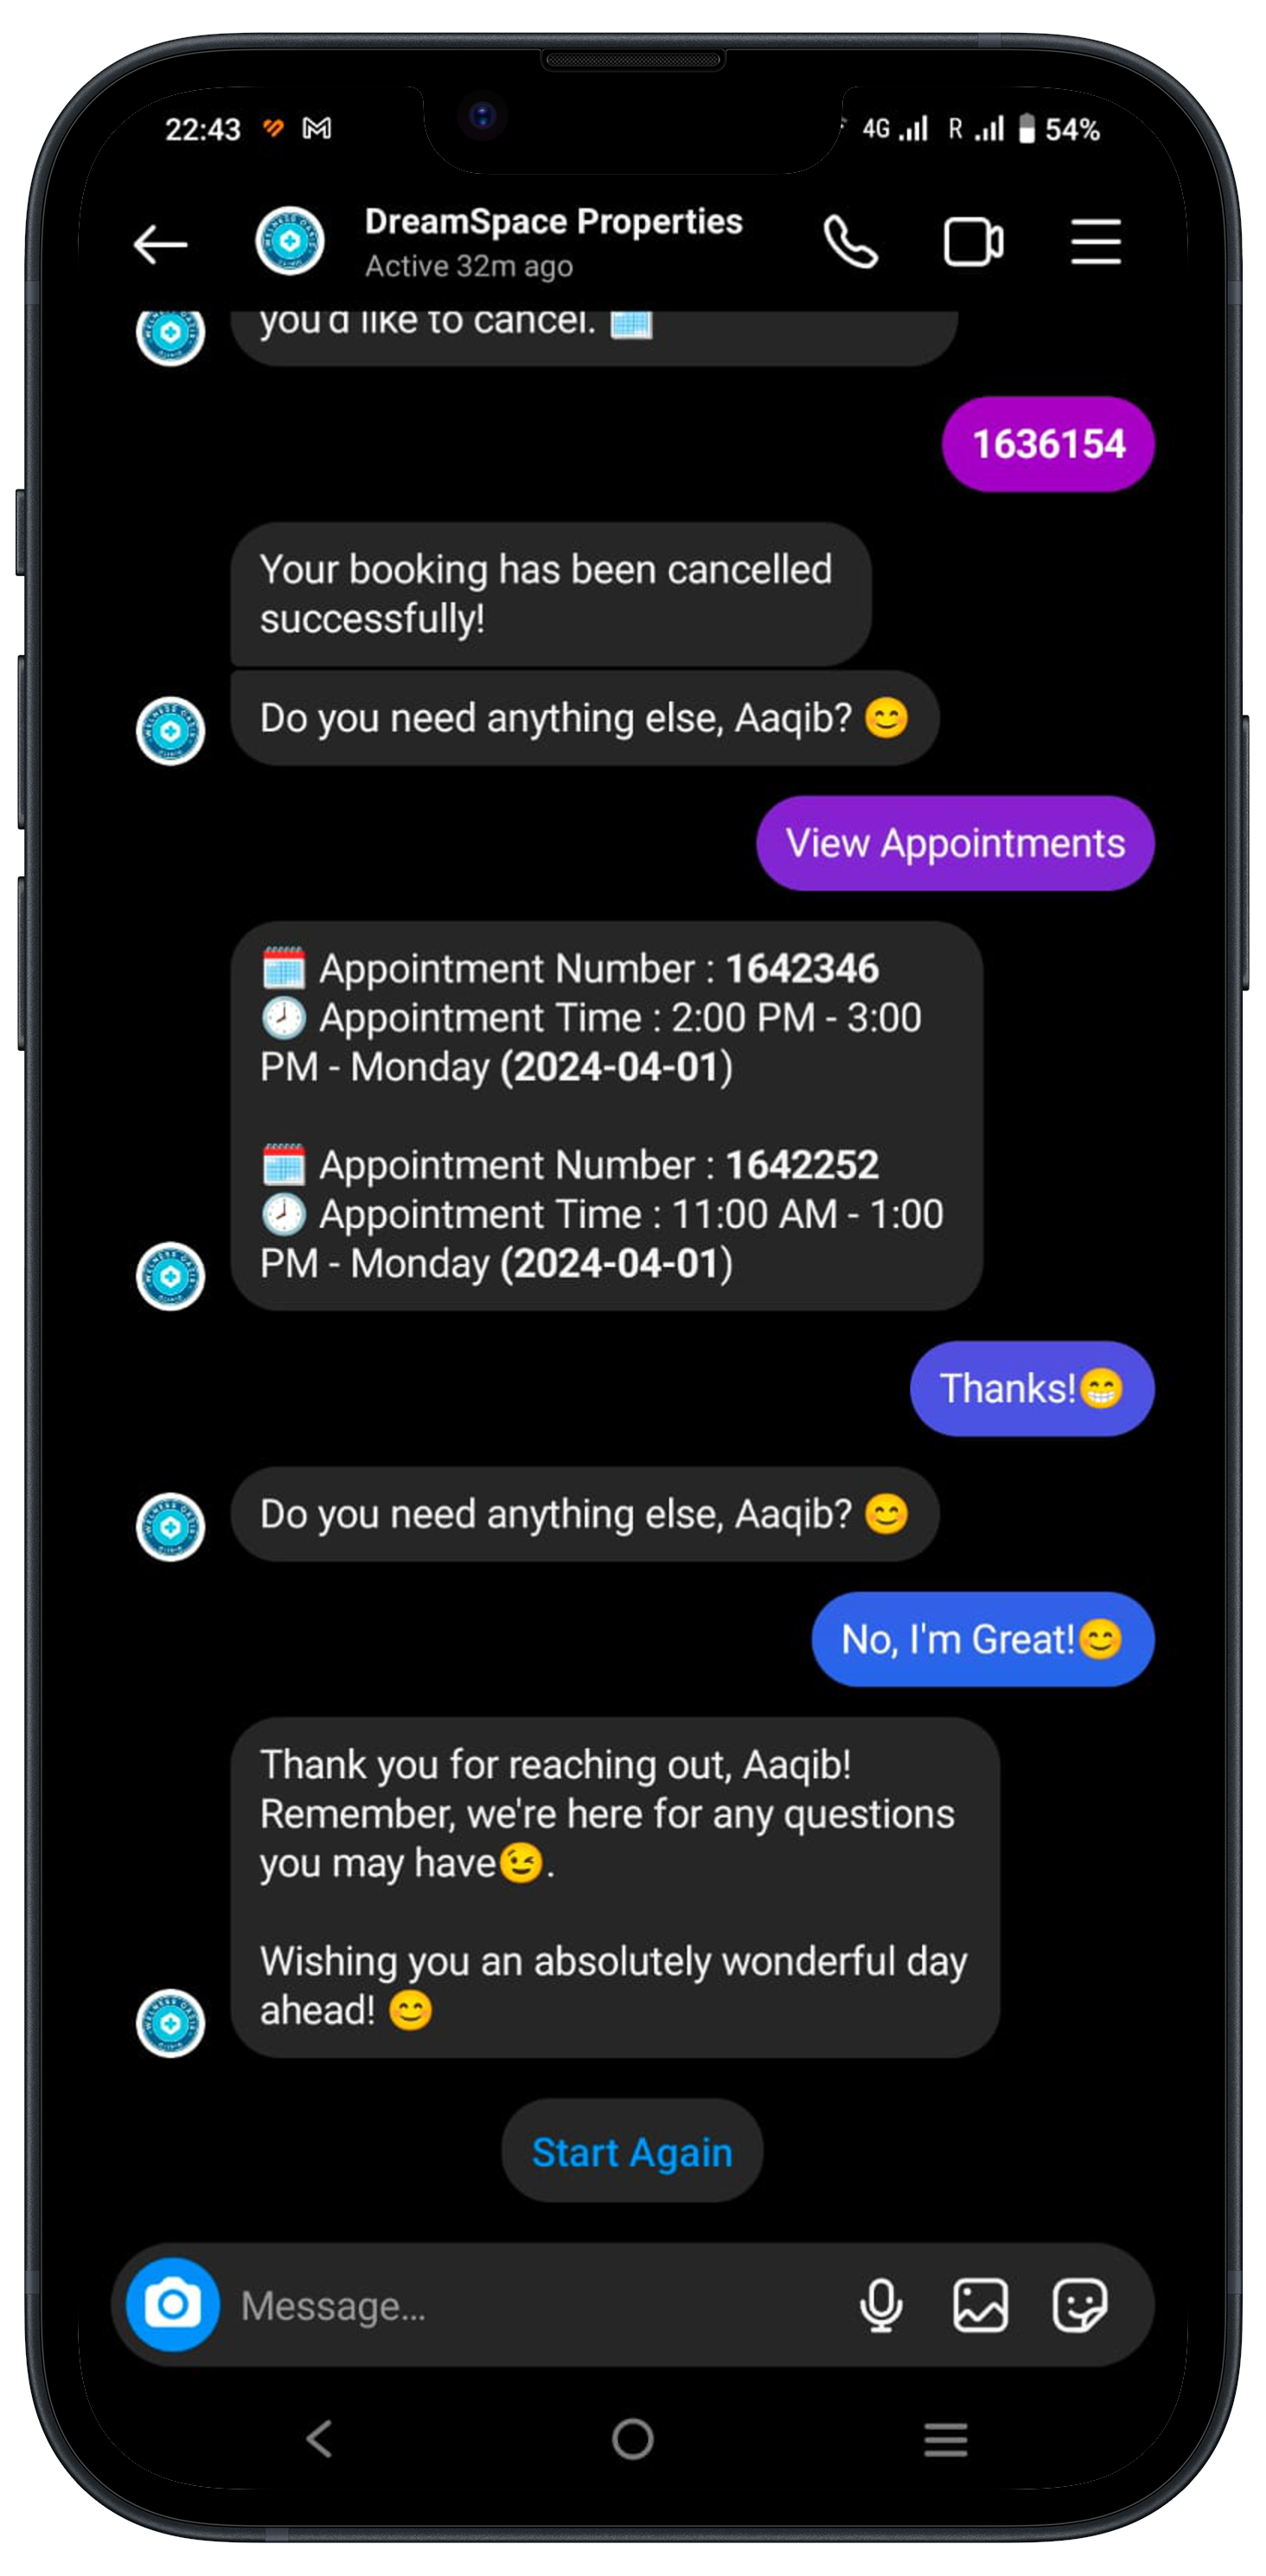 22:43
4G R 54%
DreamSpace Properties
Active 32m ago
you'd like to cancel. 🗓️
1636154
Your booking has been cancelled
successfully!
Do you need anything else, Aaqib? 😊
View Appointments
🗓️ Appointment Number : 1642346
🕗 Appointment Time : 2:00 PM - 3:00
PM - Monday (2024-04-01)
🗓️ Appointment Number : 1642252
🕗 Appointment Time : 11:00 AM - 1:00
PM - Monday (2024-04-01)
Thanks!😁
Do you need anything else, Aaqib? 😊
No, I'm Great!😊
Thank you for reaching out, Aaqib!
Remember, we're here for any questions
you may have😉.
Wishing you an absolutely wonderful day
ahead! 😊
Start Again
Message...